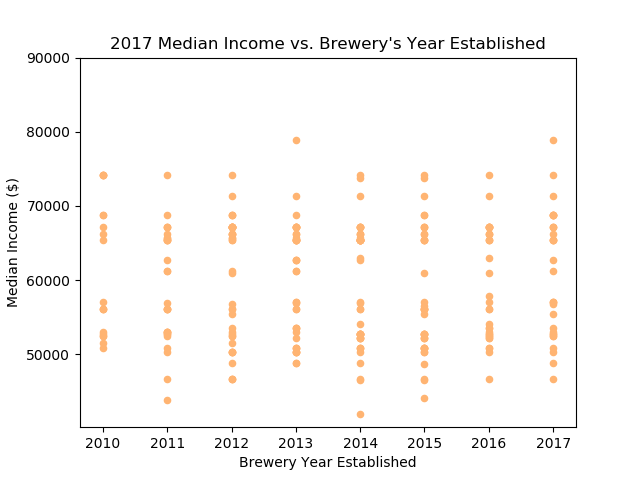 2017 Median Income vs. Brewery's Year Established
90000
80000
70000
60000
50000
Median Income ($)
2010 2011 2012 2013 2014 2015 2016 2017
Brewery Year Established